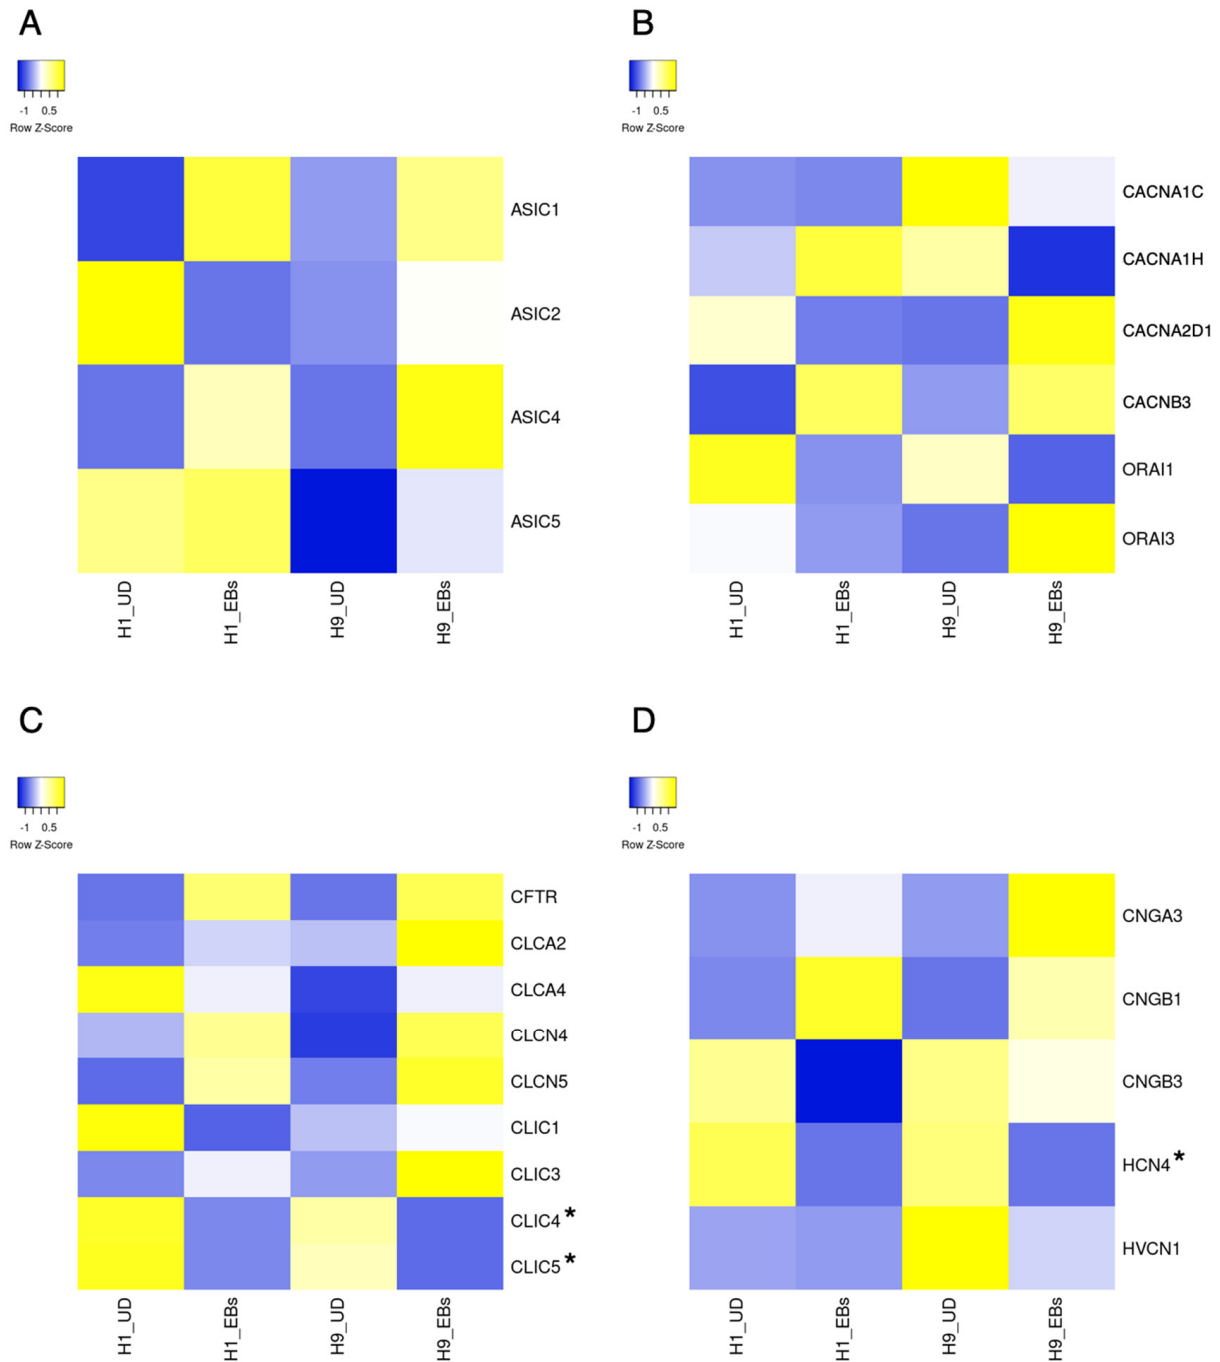 A
B
-1 0.5
Row Z-Score
-1 0.5
Row Z-Score
ASIC1
ASIC2
ASIC4
ASIC5
H1_UD
H1_EBs
H9_UD
H9_EBs
CACNA1C
CACNA1H
CACNA2D1
CACNB3
ORAI1
ORAI3
H1_UD
H1_EBs
H9_UD
H9_EBs
C
D
-1 0.5
Row Z-Score
-1 0.5
Row Z-Score
CFTR
CLCA2
CLCA4
CLCN4
CLCN5
CLIC1
CLIC3
CLIC4 *
CLIC5 *
H1_UD
H1_EBs
H9_UD
H9_EBs
CNGA3
CNGB1
CNGB3
HCN4 *
HVCN1
H1_UD
H1_EBs
H9_UD
H9_EBs